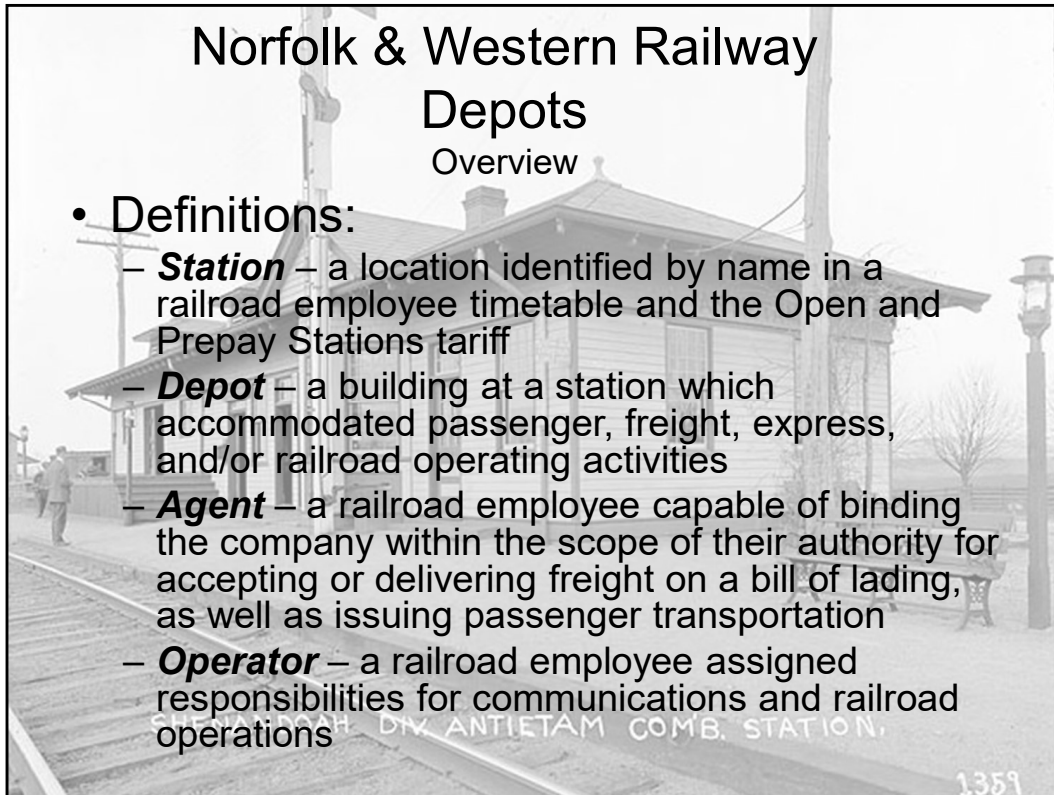 Norfolk & Western Railway
Depots
Overview
• Definitions:
– Station – a location identified by name in a
railroad employee timetable and the Open and
Prepay Stations tariff
– Depot – a building at a station which
accommodated passenger, freight, express,
and/or railroad operating activities
– Agent – a railroad employee capable of binding
the company within the scope of their authority for
accepting or delivering freight on a bill of lading,
as well as issuing passenger transportation
– Operator – a railroad employee assigned
responsibilities for communications and railroad
operations
SHENANDOAH DIV. ANTIETAM COMB. STATION.
1359